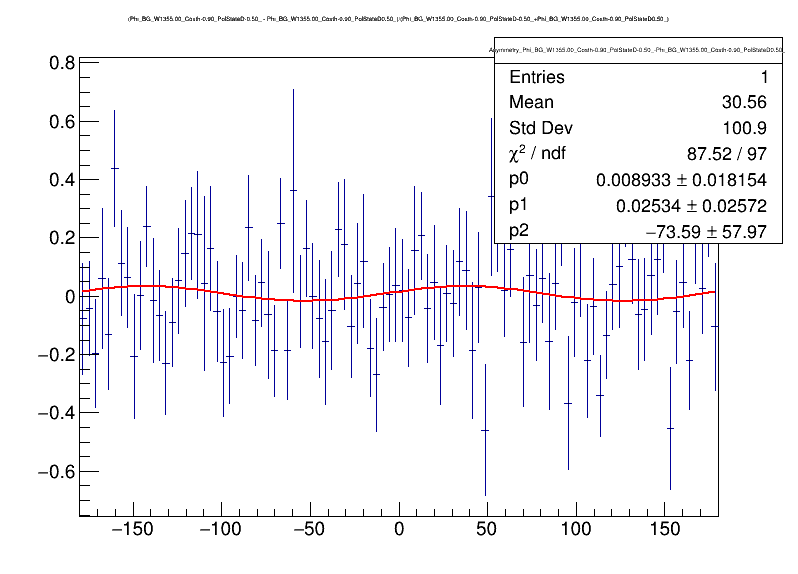 (Phi_BG_W1355.00_Costh-0.90_PolStateD-0.50_ - Phi_BG_W1355.00_Costh-0.90_PolStateD0.50_)/(Phi_BG_W1355.00_Costh-0.90_PolStateD-0.50_+Phi_BG_W1355.00_Costh-0.90_PolStateD0.50_)
Asymmetry_Phi_BG_W1355.00_Costh-0.90_PolStateD-0.50_-Phi_BG_W1355.00_Costh-0.90_PolStateD0.50_
Entries 1
Mean 30.56
Std Dev 100.9
χ² / ndf 87.52 / 97
p0 0.008933 ± 0.018154
p1 0.02534 ± 0.02572
p2 −73.59 ± 57.97
0.8
0.6
0.4
0.2
0
−0.2
−0.4
−0.6
−150 −100 −50 0 50 100 150